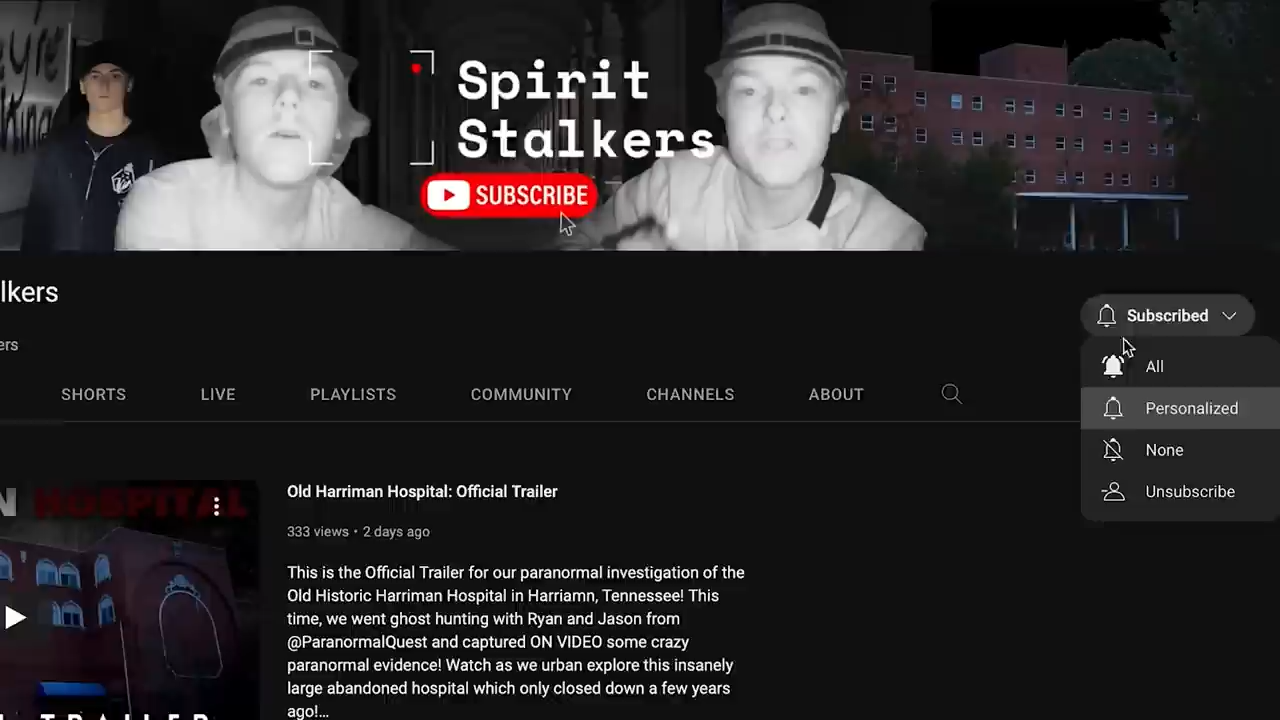 Spirit
Stalkers
SUBSCRIBE
lkers
Subscribed
ers
All
SHORTS LIVE PLAYLISTS COMMUNITY CHANNELS ABOUT
Personalized
None
Unsubscribe
N HOSPITAL
Old Harriman Hospital: Official Trailer
333 views • 2 days ago
This is the Official Trailer for our paranormal investigation of the
Old Historic Harriman Hospital in Harriamn, Tennessee! This
time, we went ghost hunting with Ryan and Jason from
@ParanormalQuest and captured ON VIDEO some crazy
paranormal evidence! Watch as we urban explore this insanely
large abandoned hospital which only closed down a few years
ago!...
TRAILER